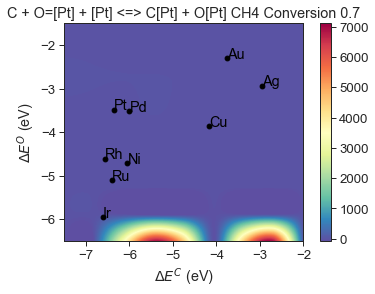 C + O=[Pt] + [Pt] <=> C[Pt] + O[Pt] CH4 Conversion 0.7
7000
6000
5000
4000
3000
2000
1000
0
−2
−3
−4
−5
−6
ΔE^O (eV)
Au
Ag
Cu
Pt
Pd
Rh
Ni
Ru
Ir
−7
−6
−5
−4
−3
−2
ΔE^C (eV)